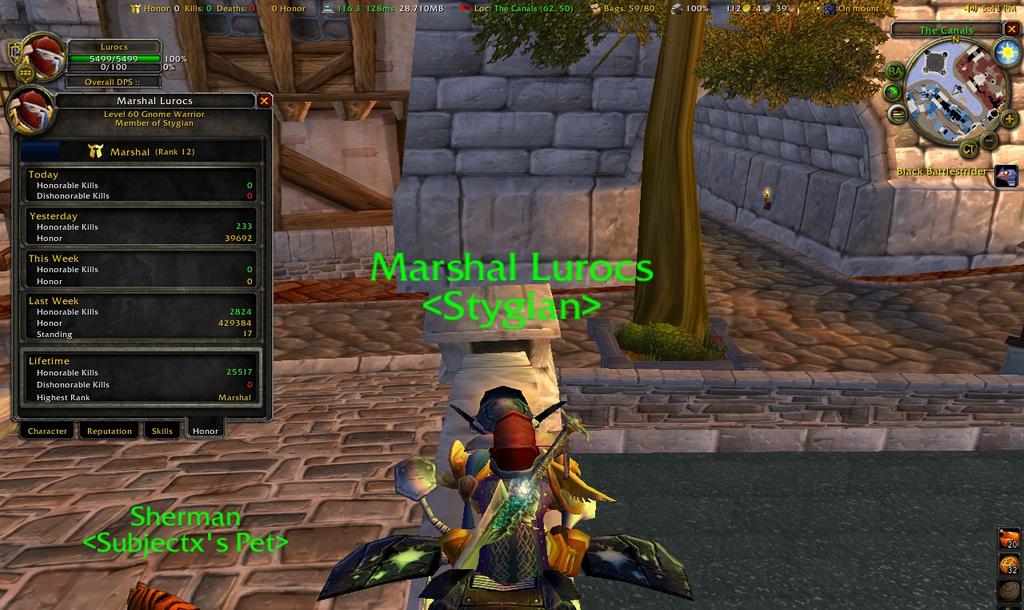 Honor: 0 Kills: 0 Deaths: 0 0 Honor 116.3 128ms 28.710MB Loc: The Canals (62, 50) Bags: 59/80 100% 112 4 39 On mount
The Canals
Lurocs
5499/5499 100%
0/100 0%
Overall DPS ::
Marshal Lurocs
Level 60 Gnome Warrior
Member of Stygian
Marshal (Rank 12)
Today
Honorable Kills 0
Dishonorable Kills 0
Yesterday
Honorable Kills 233
Honor 39692
This Week
Honorable Kills 0
Honor 0
Last Week
Honorable Kills 2824
Honor 429384
Standing 17
Lifetime
Honorable Kills 25517
Dishonorable Kills 0
Highest Rank Marshal
Character Reputation Skills Honor
N
RA
CT
Black Battlestrider
Marshal Lurocs
<Stygian>
Sherman
<Subjectx's Pet>
20
32